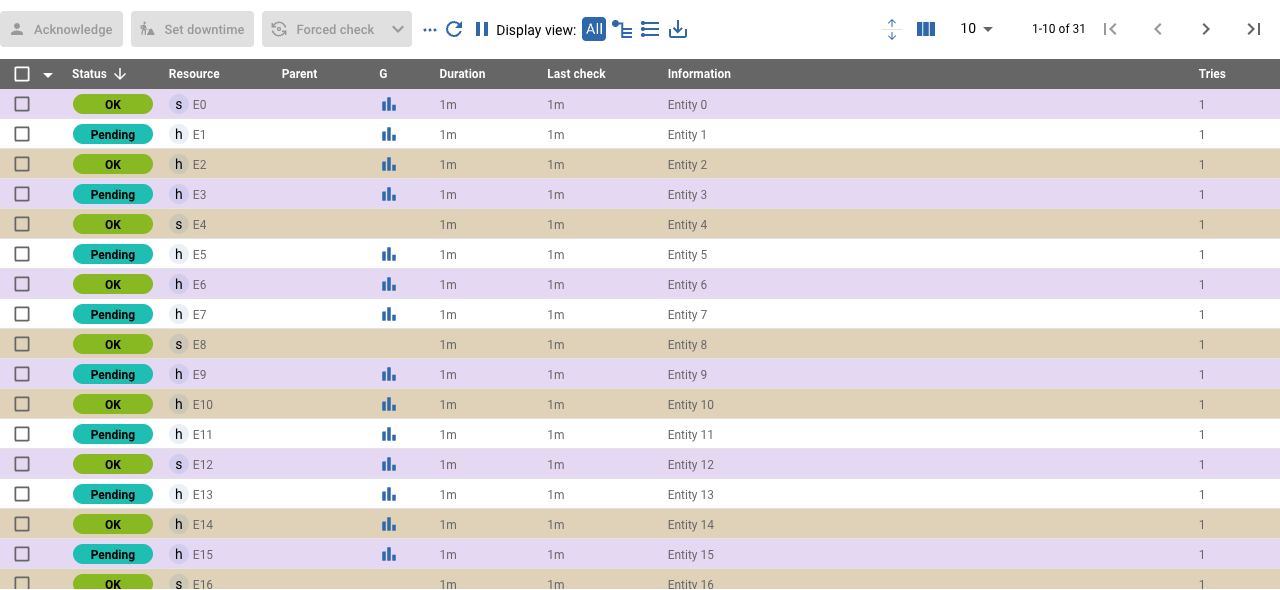 Acknowledge Set downtime Forced check Display view: All 10 1-10 of 31
Status Resource Parent G Duration Last check Information Tries
OK s E0 1m 1m Entity 0 1
Pending h E1 1m 1m Entity 1 1
OK h E2 1m 1m Entity 2 1
Pending h E3 1m 1m Entity 3 1
OK s E4 1m 1m Entity 4 1
Pending h E5 1m 1m Entity 5 1
OK h E6 1m 1m Entity 6 1
Pending h E7 1m 1m Entity 7 1
OK s E8 1m 1m Entity 8 1
Pending h E9 1m 1m Entity 9 1
OK h E10 1m 1m Entity 10 1
Pending h E11 1m 1m Entity 11 1
OK s E12 1m 1m Entity 12 1
Pending h E13 1m 1m Entity 13 1
OK h E14 1m 1m Entity 14 1
Pending h E15 1m 1m Entity 15 1
OK s E16 1m 1m Entity 16 1